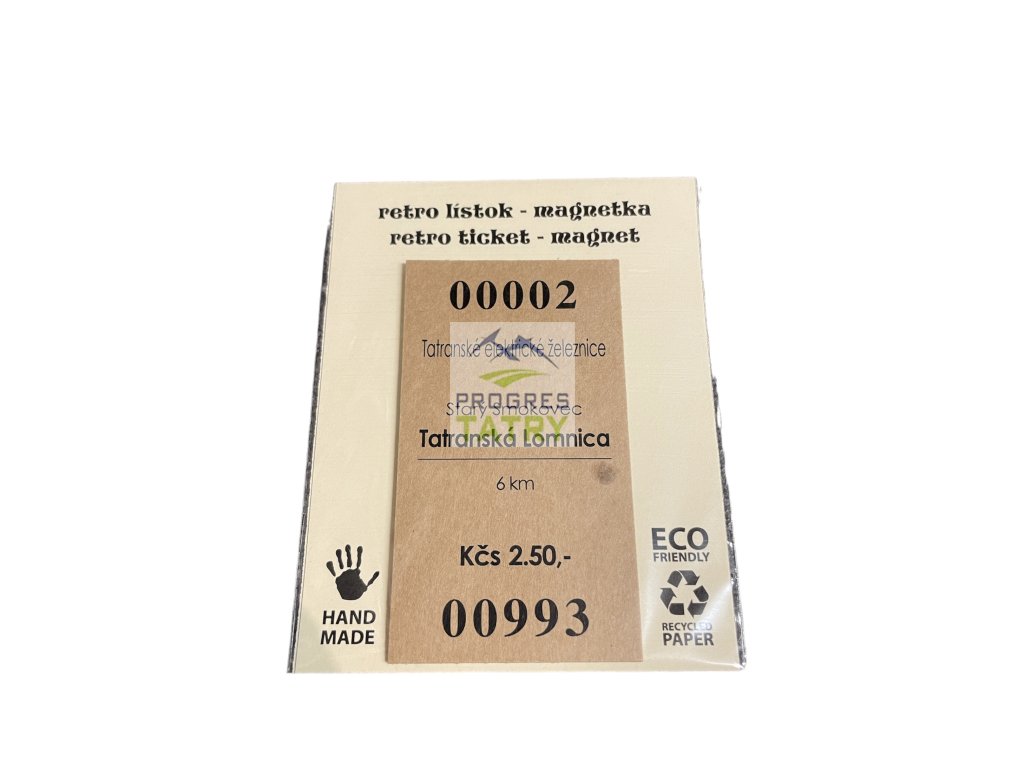 retro lístok - magnetka
retro ticket - magnet
00002
Tatranské elektrické železnice
PROGRES
TATRY
Starý Smokovec
Tatranská Lomnica
6 km
Kčs 2.50,-
00993
HAND
MADE
ECO
FRIENDLY
RECYCLED
PAPER